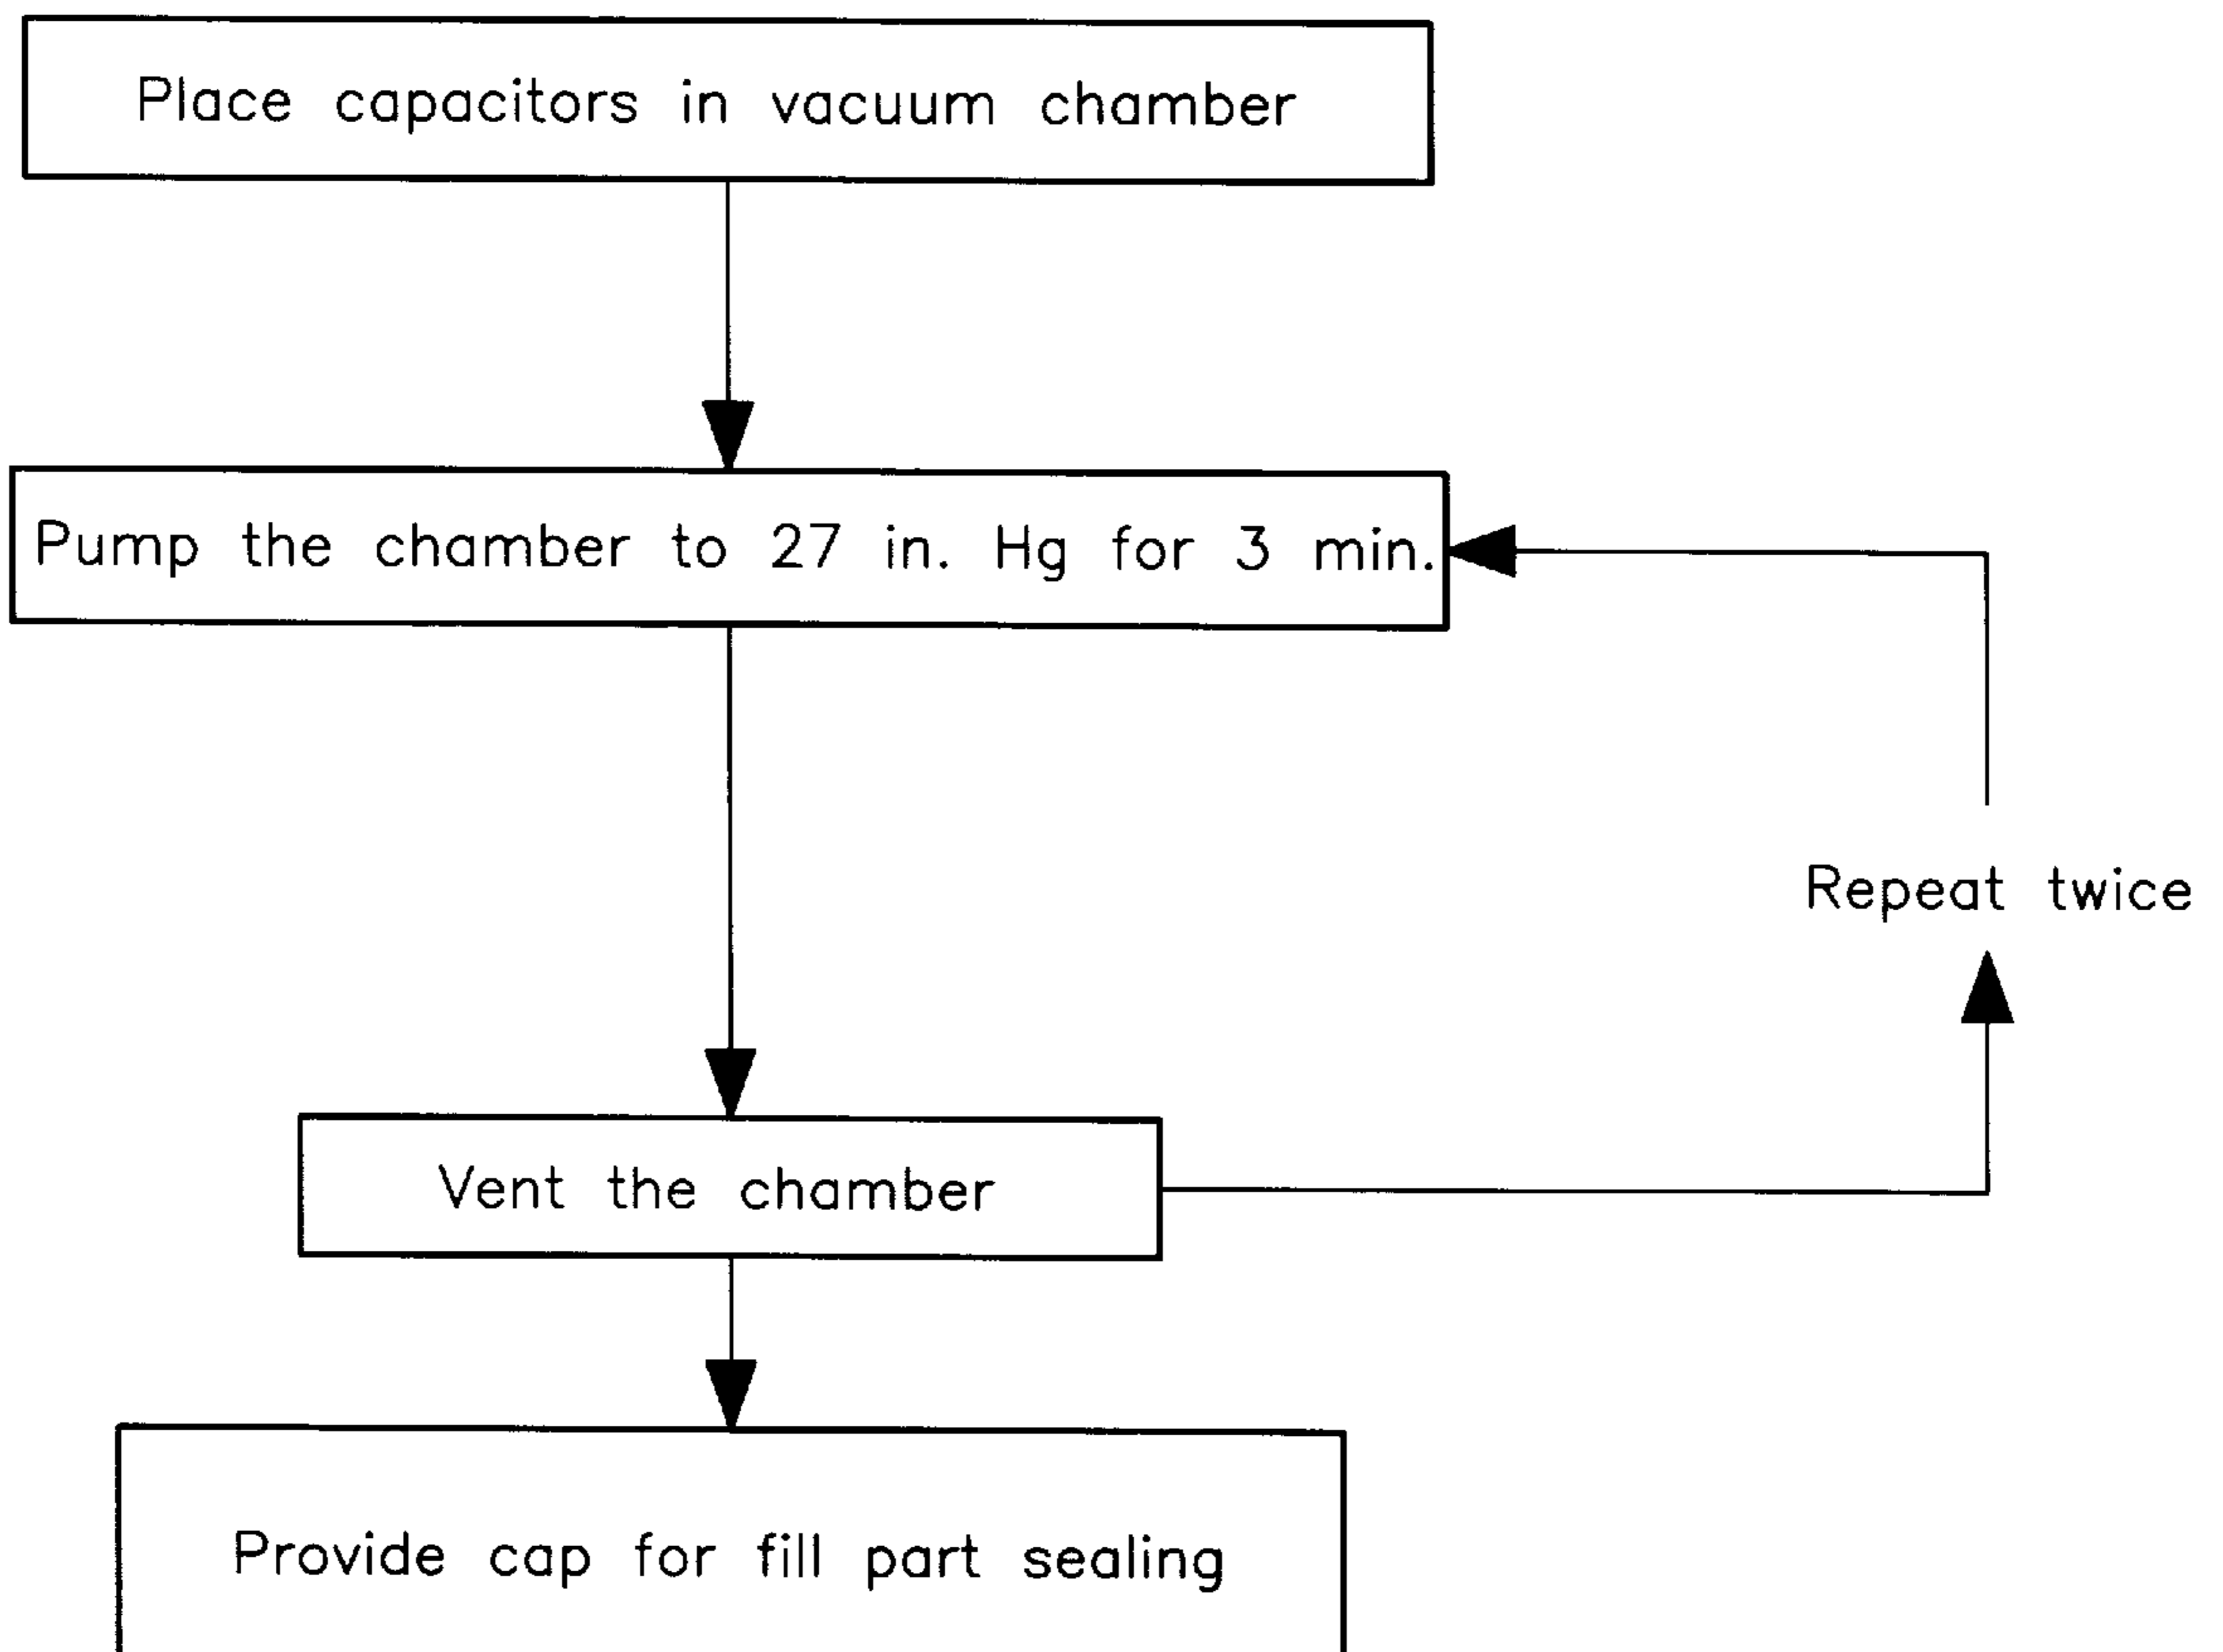 Place capacitors in vacuum chamber
Pump the chamber to 27 in. Hg for 3 min.
Repeat twice
Vent the chamber
Provide cap for fill part sealing